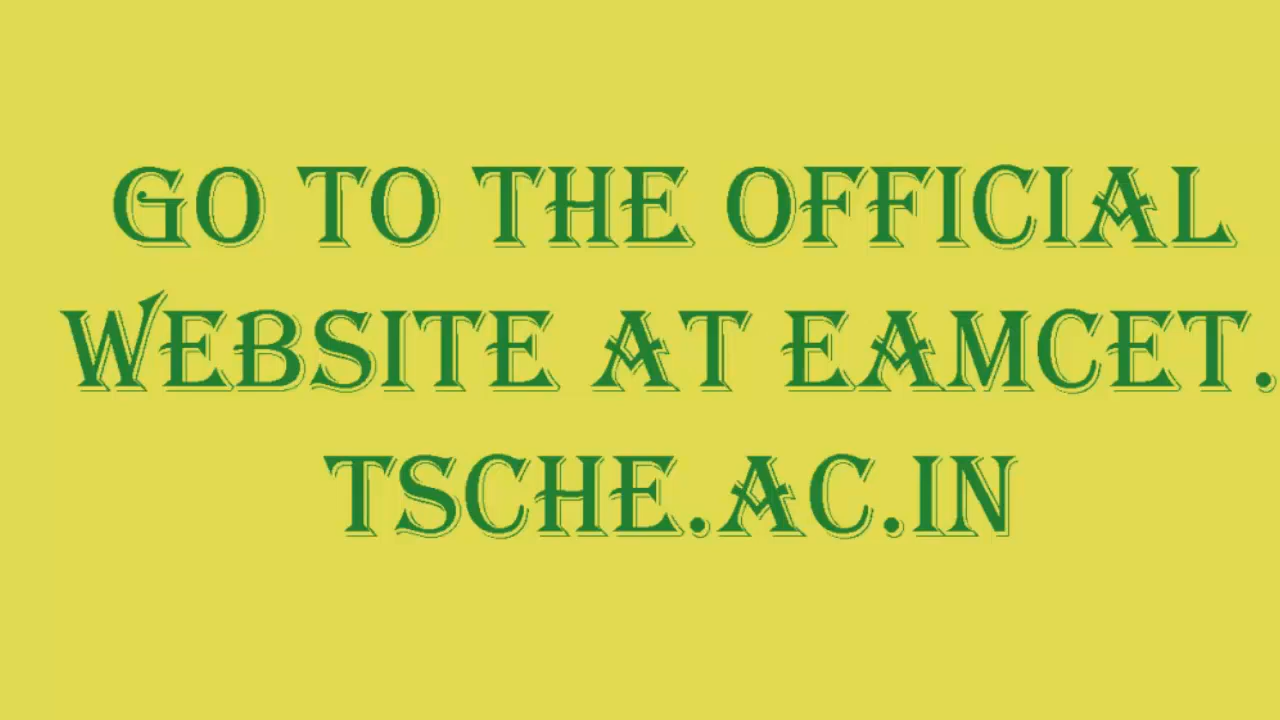 GO TO THE OFFICIAL
WEBSITE AT EAMCET.
TSCHE.AC.IN